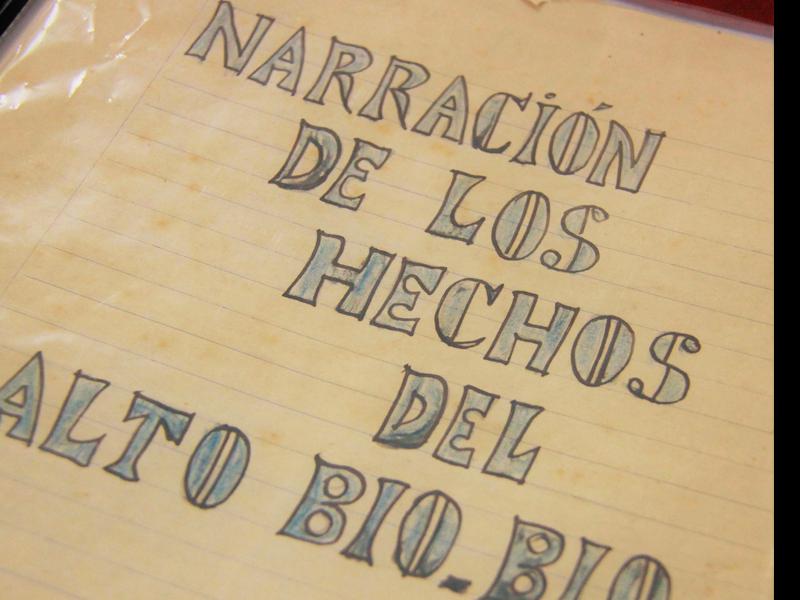 NARRACIÓN
DE LOS
HECHOS
DEL
ALTO BIO-BIO